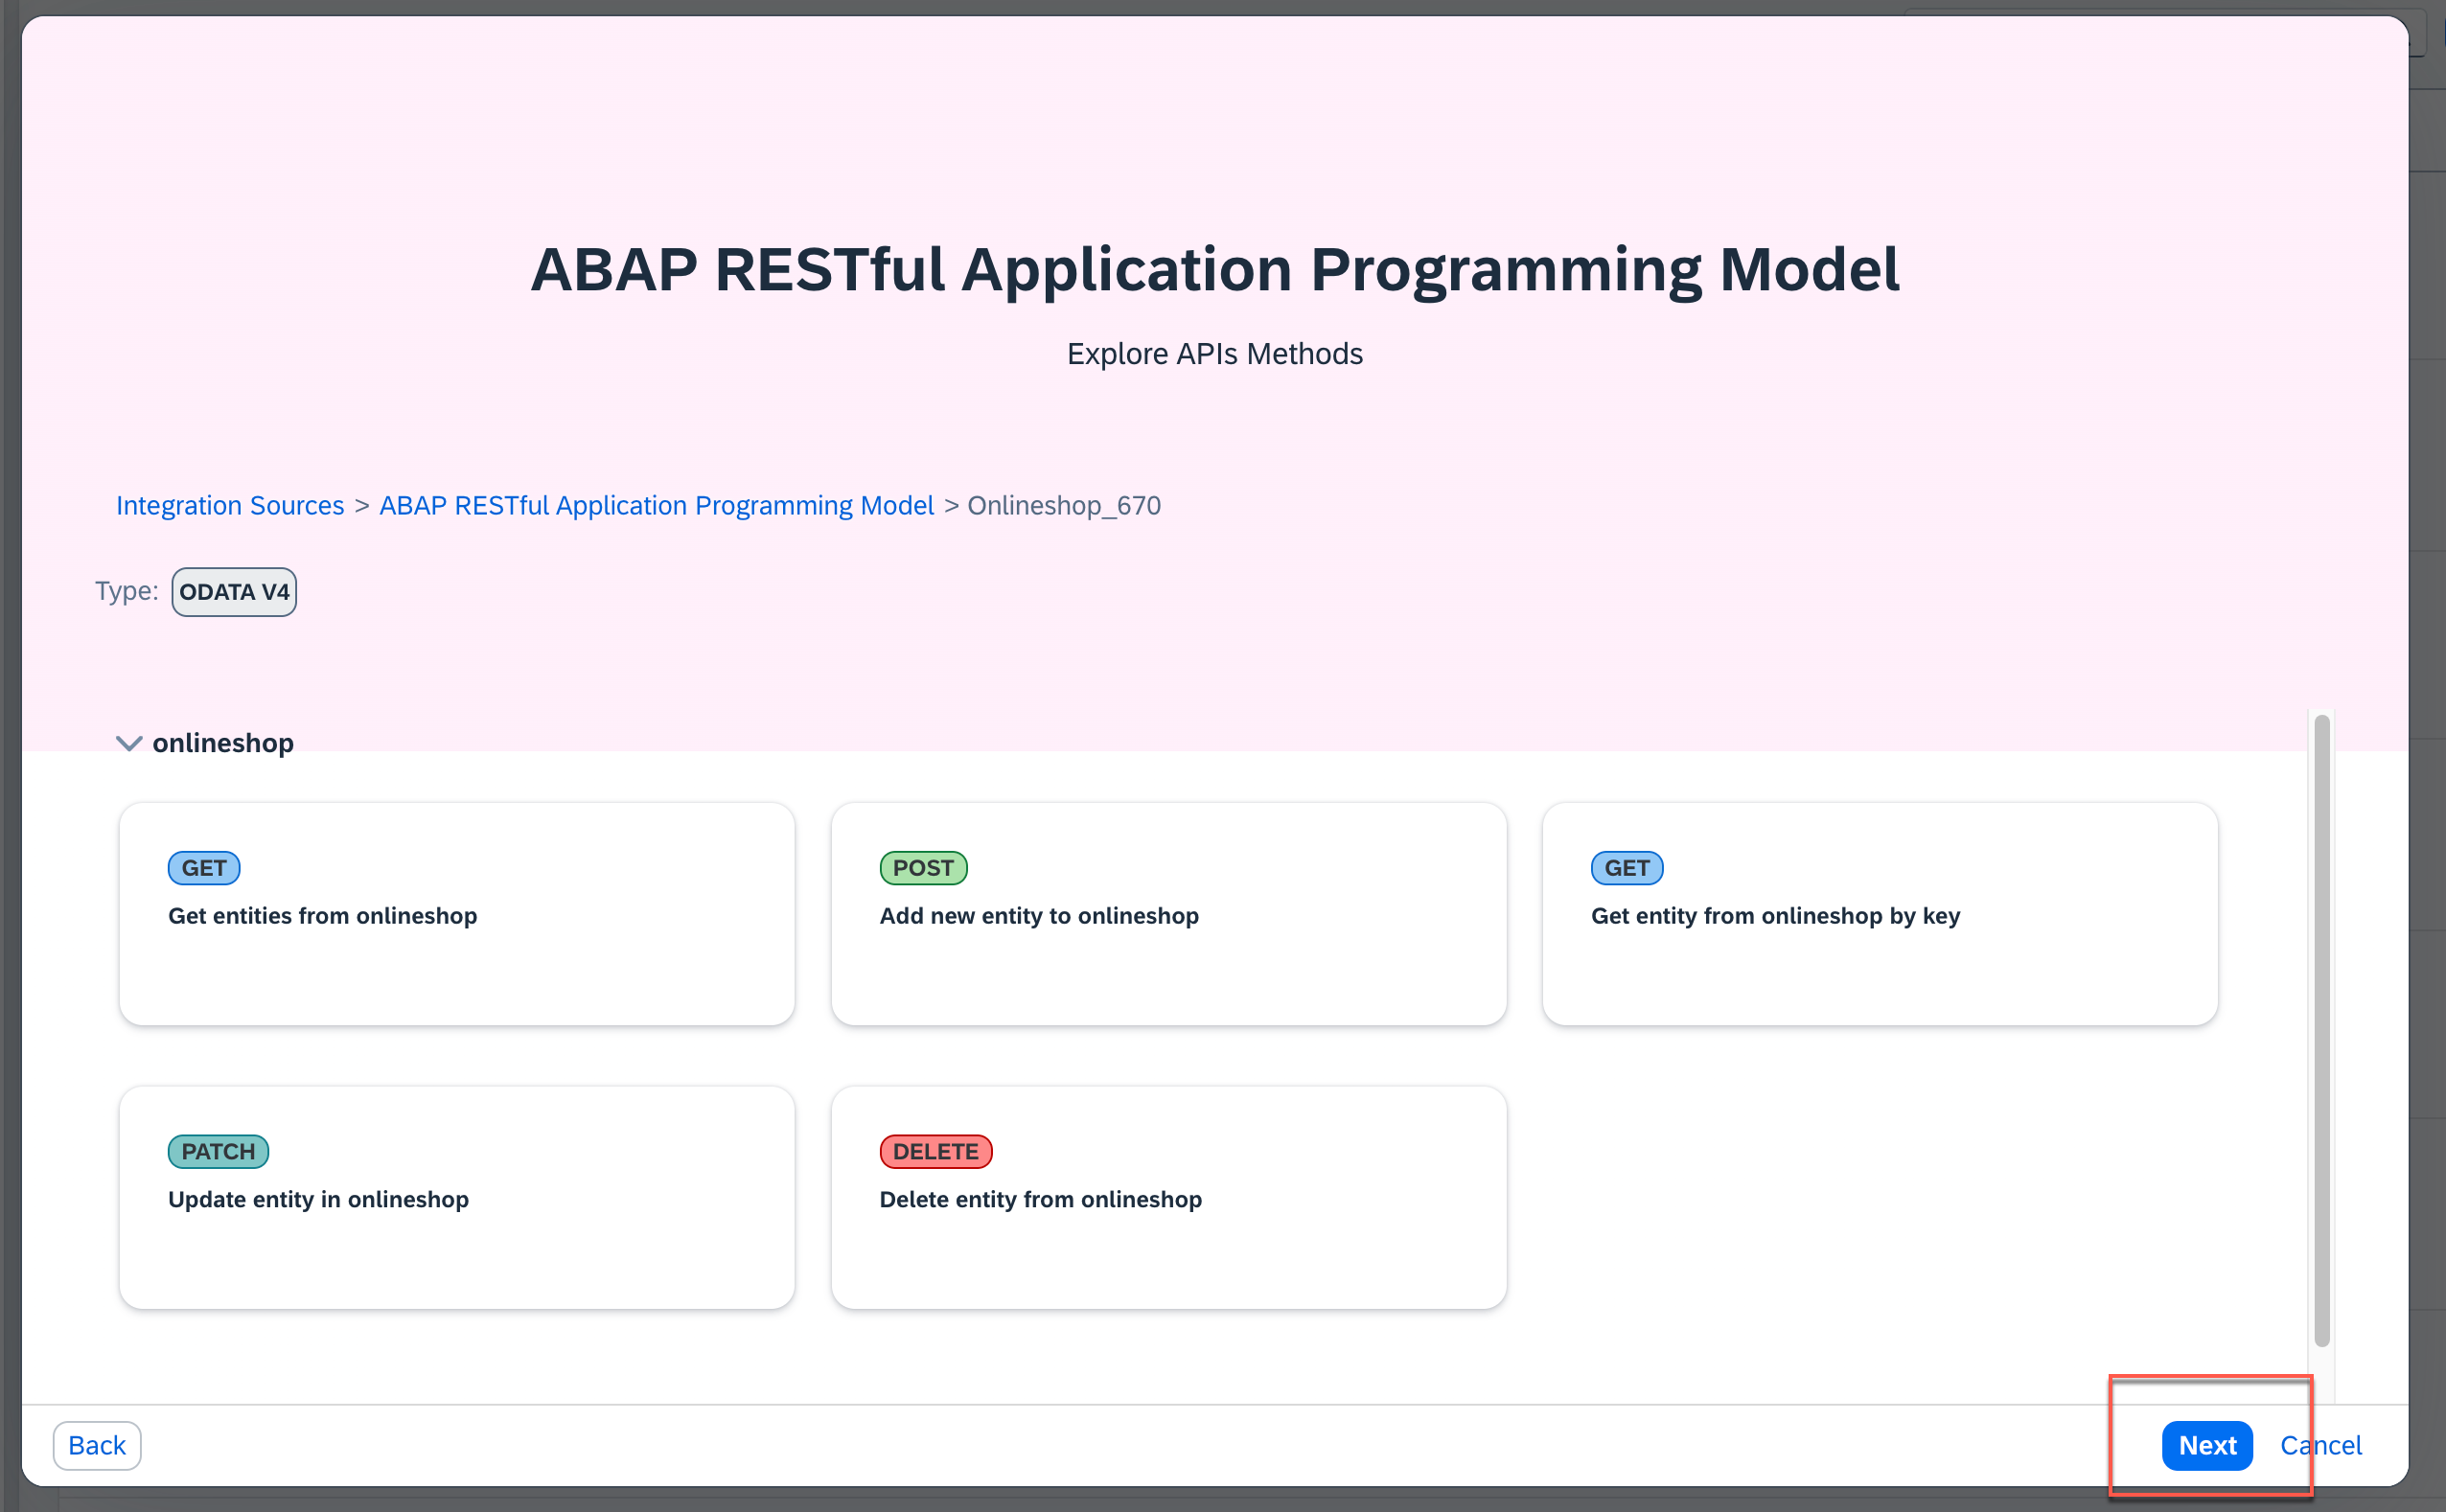 ABAP RESTful Application Programming Model
Explore APIs Methods
Integration Sources > ABAP RESTful Application Programming Model > Onlineshop_670
Type: ODATA V4
onlineshop
GET
Get entities from onlineshop
POST
Add new entity to onlineshop
GET
Get entity from onlineshop by key
PATCH
Update entity in onlineshop
DELETE
Delete entity from onlineshop
Back
Next
Cancel